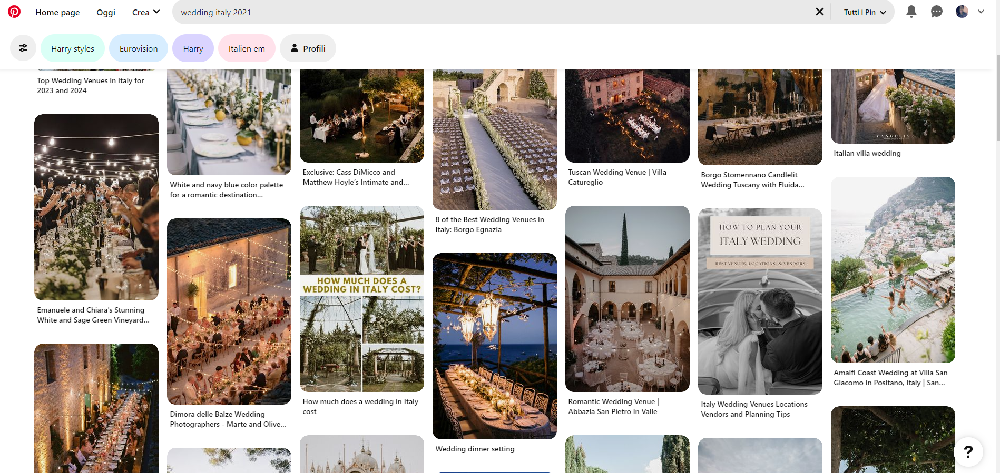 Home page
Oggi
Crea
wedding italy 2021
Tutti i Pin
Harry styles
Eurovision
Harry
Italien em
Profili
Top Wedding Venues in Italy for
2023 and 2024
Emanuele and Chiara's Stunning
White and Sage Green Vineyard...
White and navy blue color palette
for a romantic destination...
Dimora delle Balze Wedding
Photographers - Marte and Olive...
Exclusive: Cass DiMicco and
Matthew Hoyle's Intimate and...
HOW MUCH DOES A
WEDDING IN ITALY COST?
How much does a wedding in Italy
cost
8 of the Best Wedding Venues in
Italy: Borgo Egnazia
Wedding dinner setting
Tuscan Wedding Venue | Villa
Catureglio
Romantic Wedding Venue |
Abbazia San Pietro in Valle
Borgo Stomennano Candlelit
Wedding Tuscany with Fluida...
HOW TO PLAN YOUR
ITALY WEDDING
BEST VENUES, LOCATIONS, & VENDORS
Italy Wedding Venues Locations
Vendors and Planning Tips
VANGELIS
PHOTOGRAPHY
Italian villa wedding
Amalfi Coast Wedding at Villa San
Giacomo in Positano, Italy | San...
?